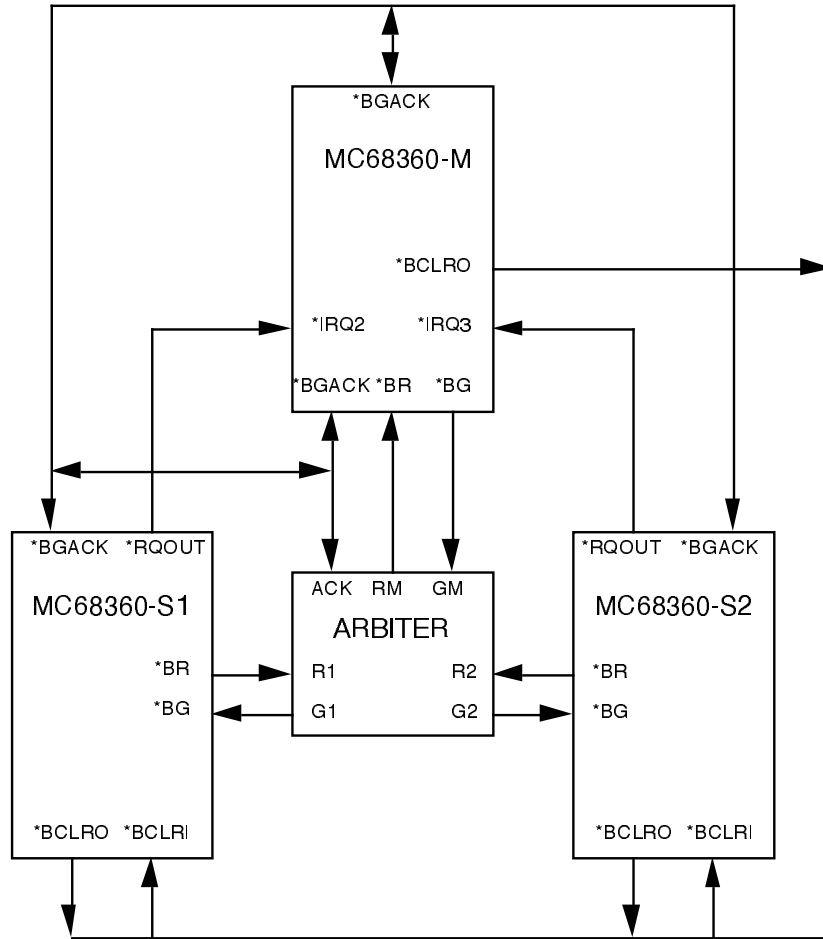 *BGACK
MC68360-M
*BCLRO
*IRQ2 *IRQ3
*BGACK *BR *BG
*BGACK *RQOUT
MC68360-S1
*BR
*BG
*BCLRO *BCLRI
ACK RM GM
ARBITER
R1 R2
G1 G2
*RQOUT *BGACK
MC68360-S2
*BR
*BG
*BCLRO *BCLRI